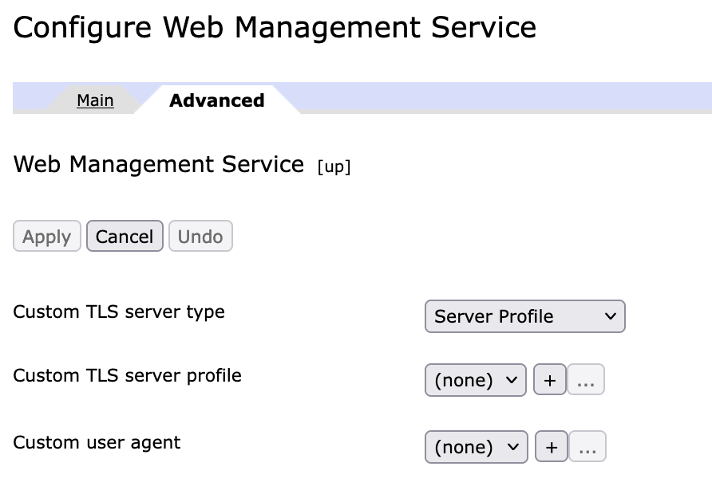 Configure Web Management Service
Main Advanced
Web Management Service [up]
Apply Cancel Undo
Custom TLS server type Server Profile
Custom TLS server profile (none) + ...
Custom user agent (none) + ...